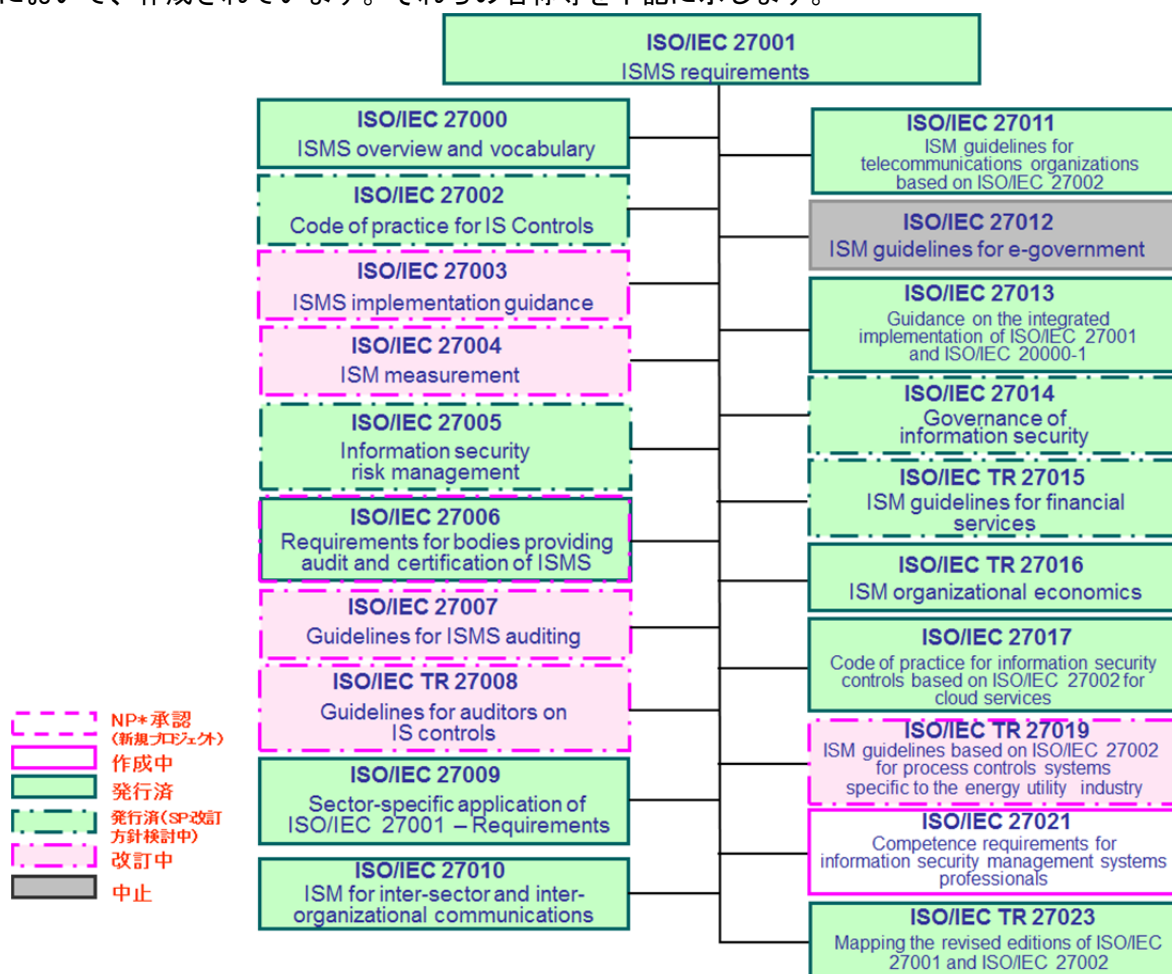 において、作成されています。それらの名称等を下記に示します。
ISO/IEC 27001
ISMS requirements
ISO/IEC 27000
ISMS overview and vocabulary
ISO/IEC 27002
Code of practice for IS Controls
ISO/IEC 27003
ISMS implementation guidance
ISO/IEC 27004
ISM measurement
ISO/IEC 27005
Information security
risk management
ISO/IEC 27006
Requirements for bodies providing
audit and certification of ISMS
ISO/IEC 27007
Guidelines for ISMS auditing
ISO/IEC TR 27008
Guidelines for auditors on
IS controls
ISO/IEC 27009
Sector-specific application of
ISO/IEC 27001 – Requirements
ISO/IEC 27010
ISM for inter-sector and inter-
organizational communications
ISO/IEC 27011
ISM guidelines for
telecommunications organizations
based on ISO/IEC 27002
ISO/IEC 27012
ISM guidelines for e-government
ISO/IEC 27013
Guidance on the integrated
implementation of ISO/IEC 27001
and ISO/IEC 20000-1
ISO/IEC 27014
Governance of
information security
ISO/IEC TR 27015
ISM guidelines for financial
services
ISO/IEC TR 27016
ISM organizational economics
ISO/IEC 27017
Code of practice for information security
controls based on ISO/IEC 27002 for
cloud services
ISO/IEC TR 27019
ISM guidelines based on ISO/IEC 27002
for process controls systems
specific to the energy utility industry
ISO/IEC 27021
Competence requirements for
information security management systems
professionals
ISO/IEC TR 27023
Mapping the revised editions of ISO/IEC
27001 and ISO/IEC 27002
NP*承認
(新規プロジェクト)
作成中
発行済
発行済(SP改訂
方針検討中)
改訂中
中止